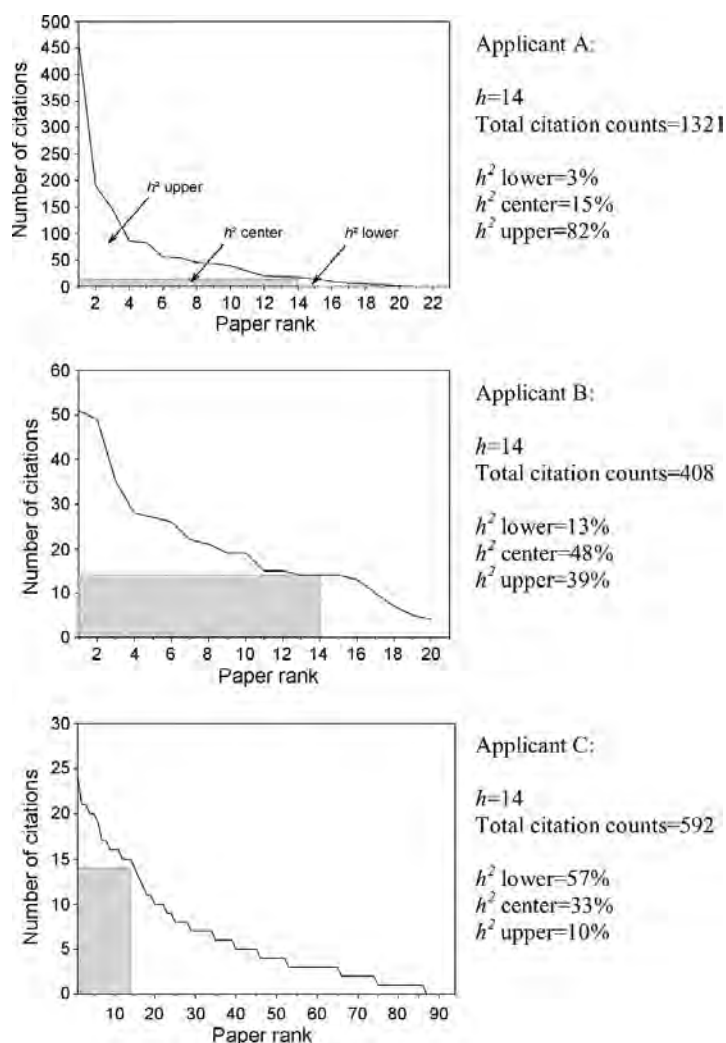 500
450
400
350
300
250
200
150
100
50
0
Number of citations
h² upper
h² center
h² lower
2 4 6 8 10 12 14 16 18 20 22
Paper rank
Applicant A:
h=14
Total citation counts=1321
h² lower=3%
h² center=15%
h² upper=82%
60
50
40
30
20
10
0
Number of citations
2 4 6 8 10 12 14 16 18 20
Paper rank
Applicant B:
h=14
Total citation counts=408
h² lower=13%
h² center=48%
h² upper=39%
30
25
20
15
10
5
0
Number of citations
10 20 30 40 50 60 70 80 90
Paper rank
Applicant C:
h=14
Total citation counts=592
h² lower=57%
h² center=33%
h² upper=10%